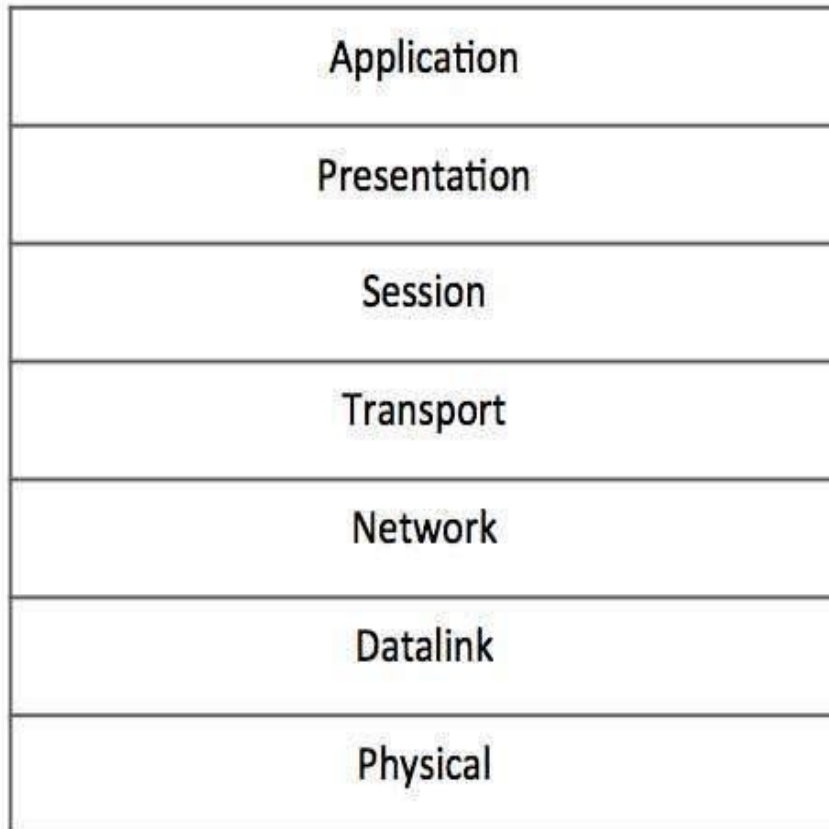 Application
Presentation
Session
Transport
Network
Datalink
Physical